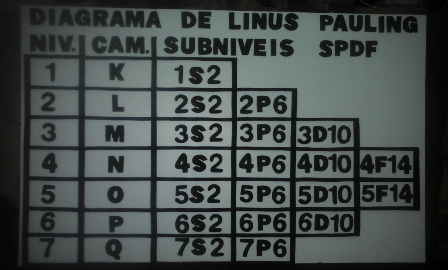 DIAGRAMA DE LINUS PAULING
NIV. CAM. SUBNIVEIS SPDF
1 K 1S2
2 L 2S2 2P6
3 M 3S2 3P6 3D10
4 N 4S2 4P6 4D10 4F14
5 O 5S2 5P6 5D10 5F14
6 P 6S2 6P6 6D10
7 Q 7S2 7P6